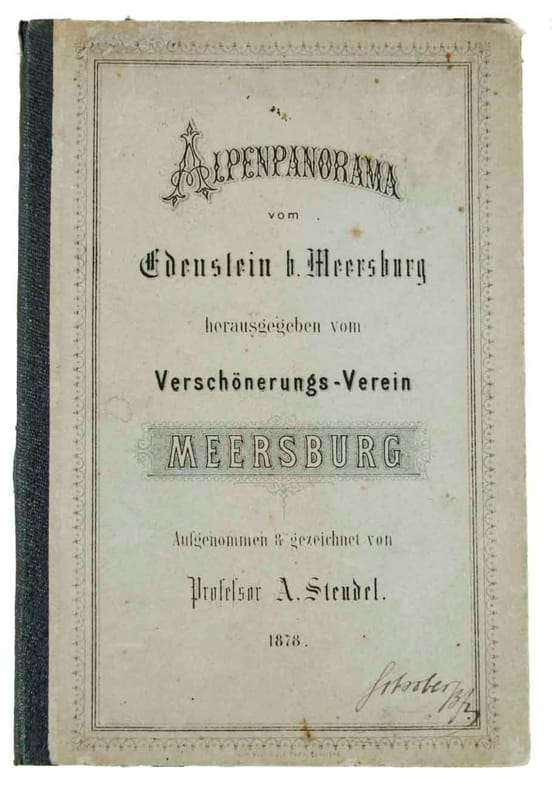 ALPENPANORAMA
vom
Edenstein b. Meersburg
herausgegeben vom
Verschönerungs-Verein
MEERSBURG
Aufgenommen & gezeichnet von
Professor A. Steudel.
1878.